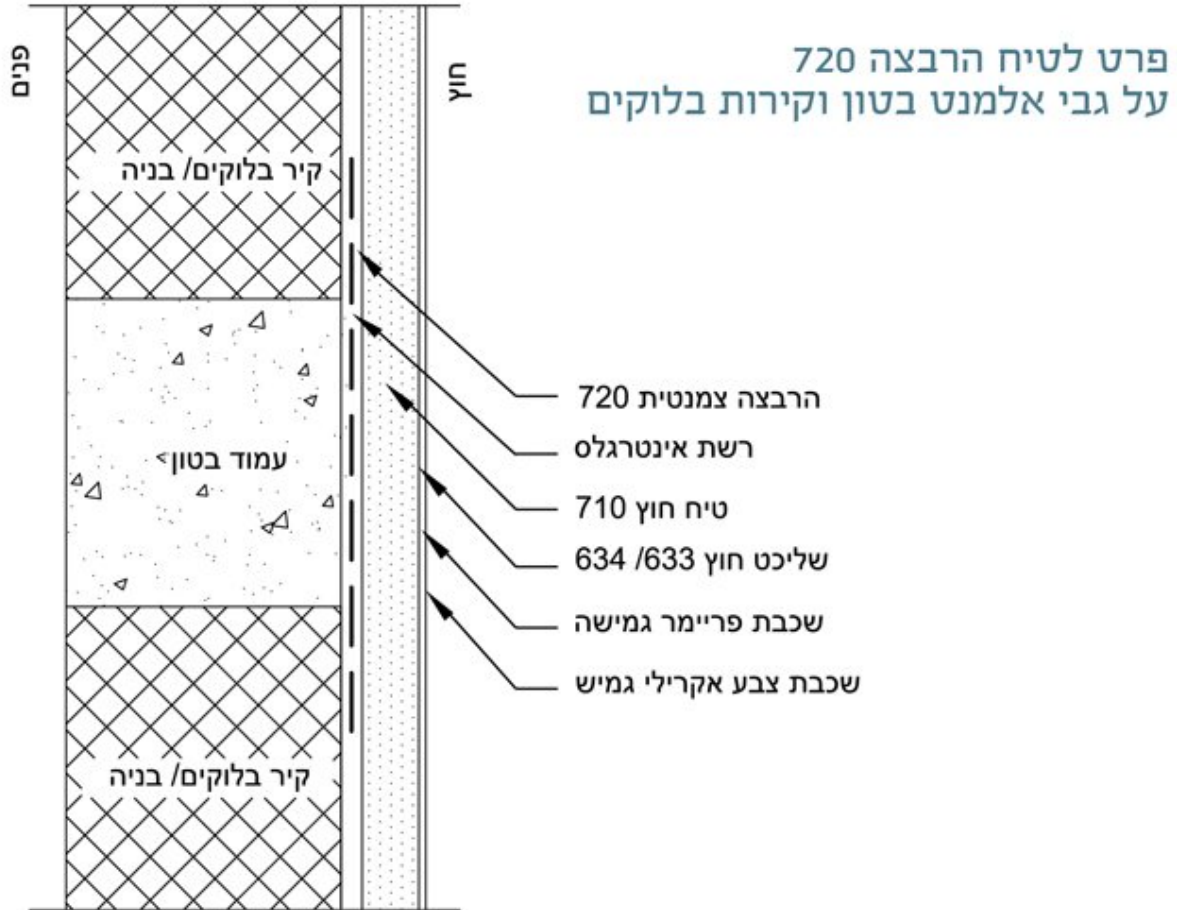 פרט לטיח הרבצה 720
על גבי אלמנט בטון וקירות בלוקים
פנים
חוץ
קיר בלוקים/ בניה
עמוד בטון
קיר בלוקים/ בניה
הרבצה צמנטית 720
רשת אינטרגלס
טיח חוץ 710
שליכט חוץ 633/ 634
שכבת פריימר גמישה
שכבת צבע אקרילי גמיש